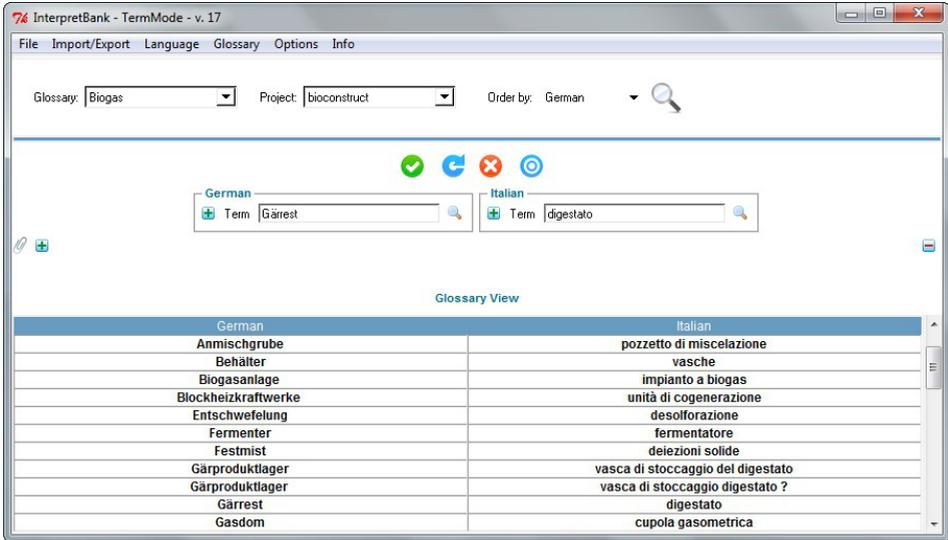 InterpretBank - TermMode - v. 17
File Import/Export Language Glossary Options Info
Glossary: Biogas Project: bioconstruct Order by: German
German Italian
Term Gärrest Term digestato
Glossary View
German Italian
Anmischgrube pozzetto di miscelazione
Behälter vasche
Biogasanlage impianto a biogas
Blockheizkraftwerke unità di cogenerazione
Entschwefelung desolforazione
Fermenter fermentatore
Festmist deiezioni solide
Gärproduktlager vasca di stoccaggio del digestato
Gärproduktlager vasca di stoccaggio digestato ?
Gärrest digestato
Gasdom cupola gasometrica